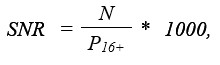 SNR = N / P16+ * 1000,